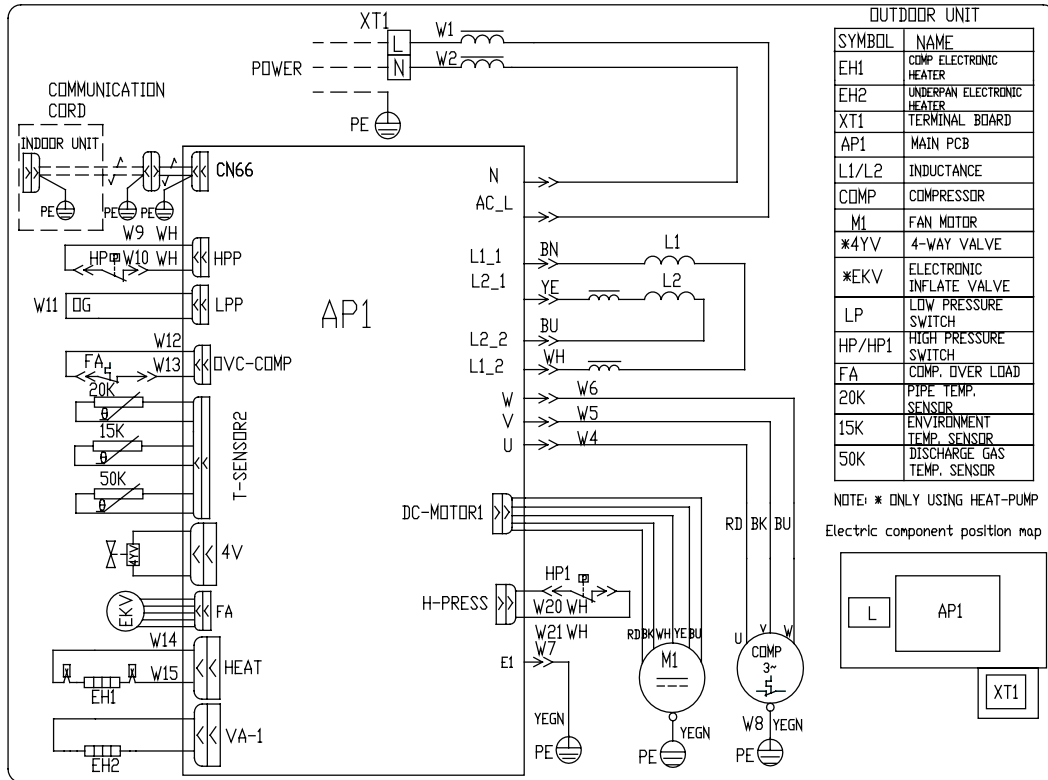 XT1
L
N
POWER
W1
W2
PE
COMMUNICATION
CORD
INDOOR UNIT
PE
PE
PE
CN66
W9 WH
HP W10 WH
HPP
W11
OG
LPP
W12
FA
W13
OVC-COMP
20K
θ
15K
θ
50K
θ
T-SENSOR2
4YV
4V
EKV
FA
W14
W15
HEAT
EH1
VA-1
EH2
AP1
N
AC_L
L1_1
BN
L1
L2_1
YE
L2
BU
L2_2
WH
L1_2
W
W6
V
W5
U
W4
DC-MOTOR1
RD BK BU
H-PRESS
HP1
P
W20 WH
W21 WH
W7
E1
YEGN
PE
RD BK WH YE BU
M1
YEGN
PE
U V W
COMP
3~
W8 YEGN
PE
OUTDOOR UNIT
SYMBOL NAME
EH1 COMP ELECTRONIC
HEATER
EH2 UNDERPAN ELECTRONIC
HEATER
XT1 TERMINAL BOARD
AP1 MAIN PCB
L1/L2 INDUCTANCE
COMP COMPRESSOR
M1 FAN MOTOR
*4YV 4-WAY VALVE
*EKV ELECTRONIC
INFLATE VALVE
LP LOW PRESSURE
SWITCH
HP/HP1 HIGH PRESSURE
SWITCH
FA COMP. OVER LOAD
20K PIPE TEMP.
SENSOR
15K ENVIRONMENT
TEMP. SENSOR
50K DISCHARGE GAS
TEMP. SENSOR
NOTE: * ONLY USING HEAT-PUMP
Electric component position map
L
AP1
XT1